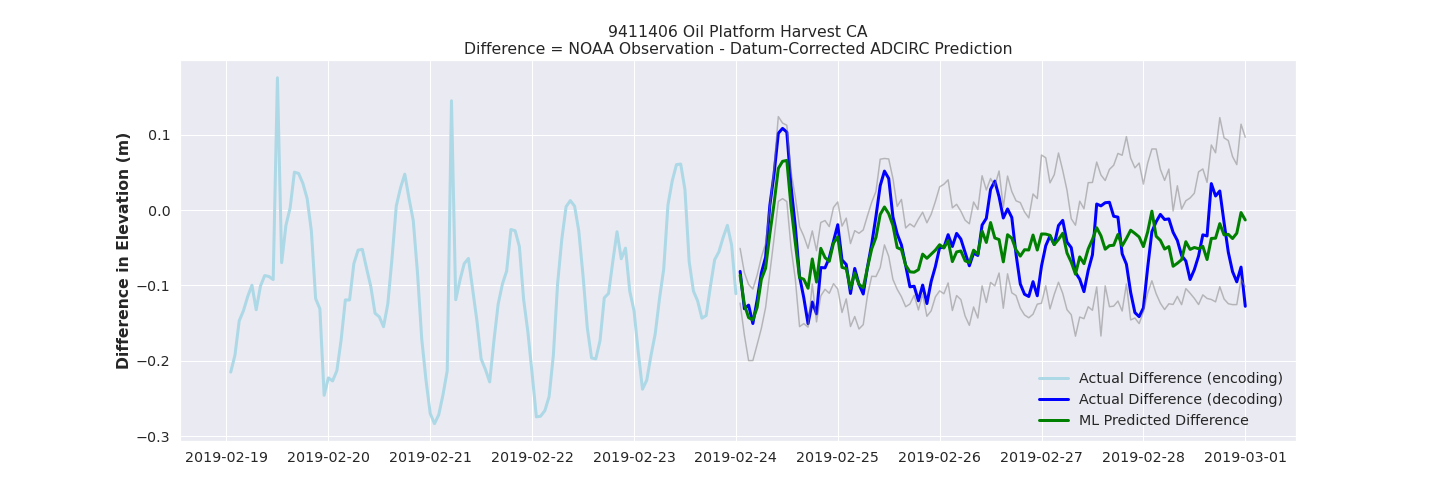 9411406 Oil Platform Harvest CA
Difference = NOAA Observation - Datum-Corrected ADCIRC Prediction
Difference in Elevation (m)
0.1
0.0
−0.1
−0.2
−0.3
Actual Difference (encoding)
Actual Difference (decoding)
ML Predicted Difference
2019-02-19 2019-02-20 2019-02-21 2019-02-22 2019-02-23 2019-02-24 2019-02-25 2019-02-26 2019-02-27 2019-02-28 2019-03-01